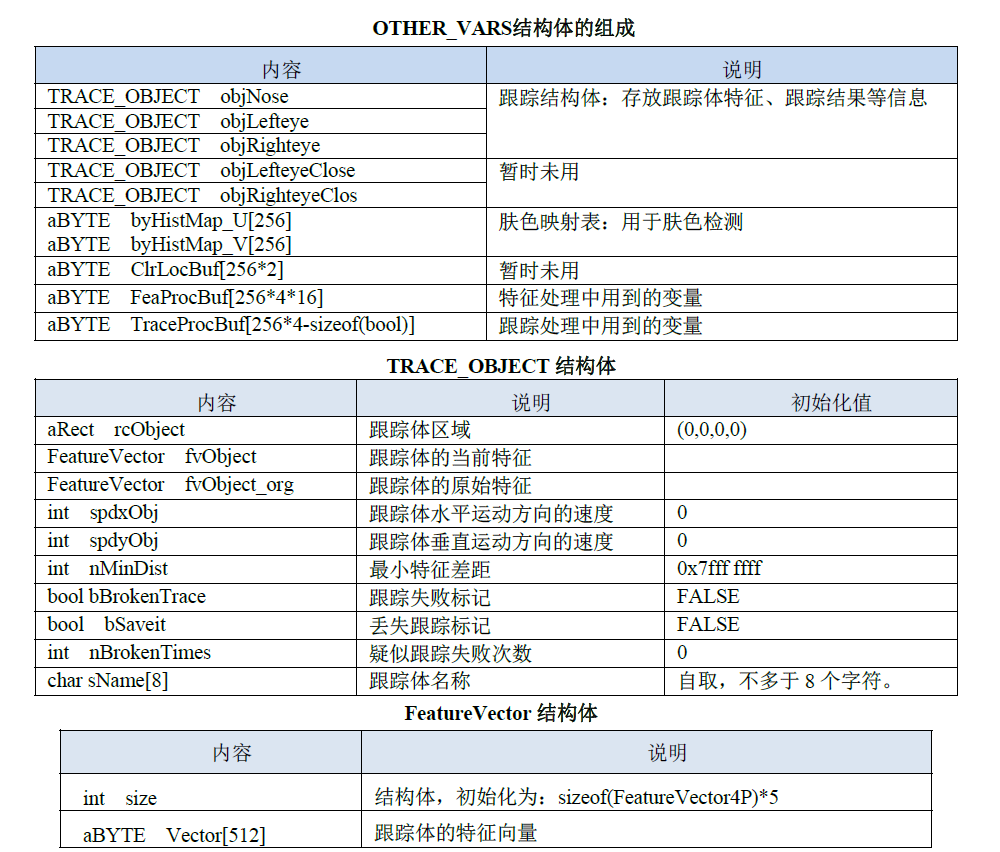 OTHER_VARS结构体的组成
内容 说明
TRACE_OBJECT objNose 跟踪结构体：存放跟踪体特征、跟踪结果等信息
TRACE_OBJECT objLefteye
TRACE_OBJECT objRighteye
TRACE_OBJECT objLefteyeClose 暂时未用
TRACE_OBJECT objRighteyeClos
aBYTE byHistMap_U[256] 肤色映射表：用于肤色检测
aBYTE byHistMap_V[256]
aBYTE ClrLocBuf[256*2] 暂时未用
aBYTE FeaProcBuf[256*4*16] 特征处理中用到的变量
aBYTE TraceProcBuf[256*4-sizeof(bool)] 跟踪处理中用到的变量
TRACE_OBJECT 结构体
内容 说明 初始化值
aRect rcObject 跟踪体区域 (0,0,0,0)
FeatureVector fvObject 跟踪体的当前特征
FeatureVector fvObject_org 跟踪体的原始特征
int spdxObj 跟踪体水平运动方向的速度 0
int spdyObj 跟踪体垂直运动方向的速度 0
int nMinDist 最小特征差距 0x7fff ffff
bool bBrokenTrace 跟踪失败标记 FALSE
bool bSaveit 丢失跟踪标记 FALSE
int nBrokenTimes 疑似跟踪失败次数 0
char sName[8] 跟踪体名称 自取，不多于 8 个字符。
FeatureVector 结构体
内容 说明
int size 结构体，初始化为：sizeof(FeatureVector4P)*5
aBYTE Vector[512] 跟踪体的特征向量